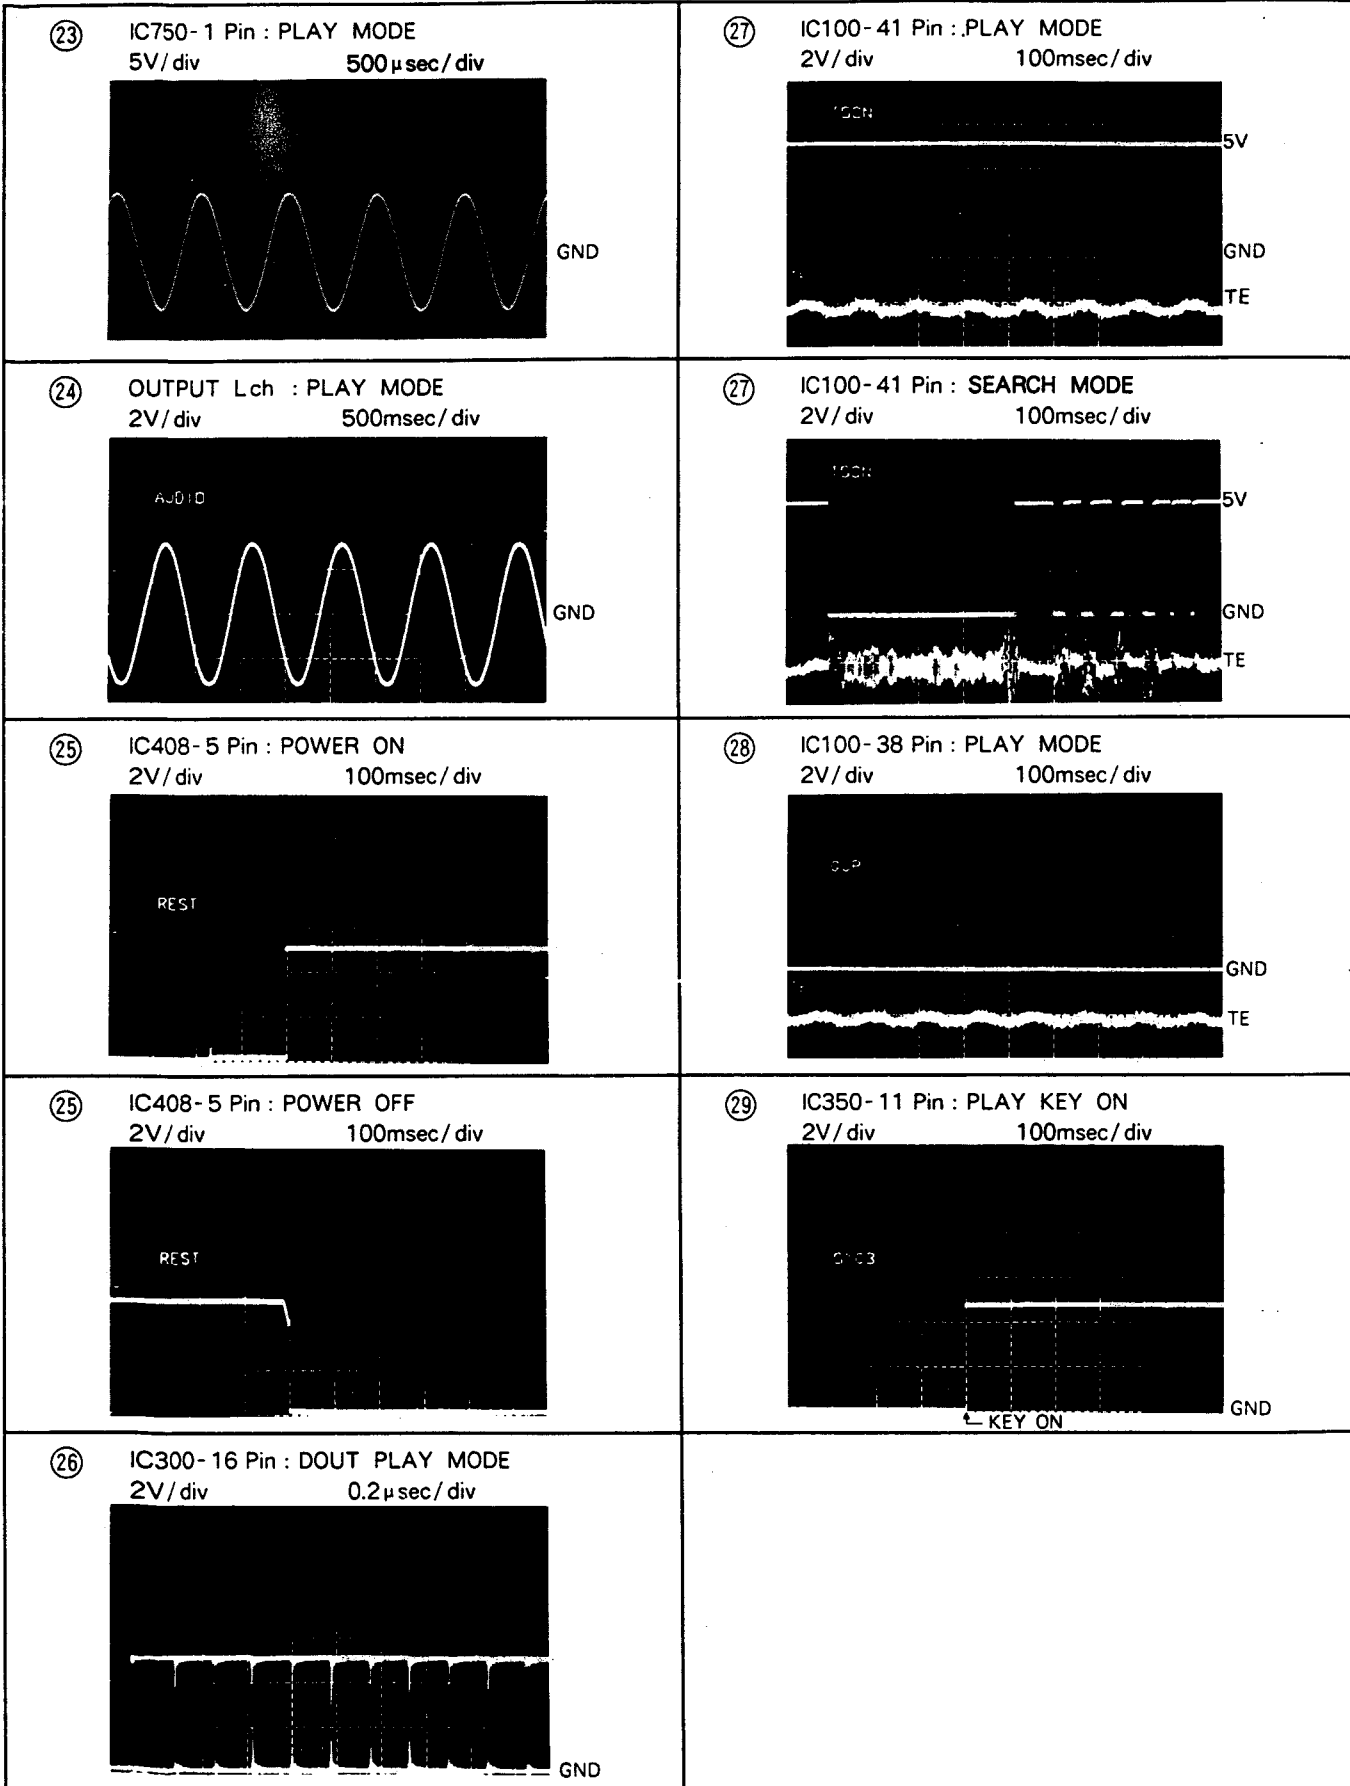 23 IC750-1 Pin : PLAY MODE
5V/div 500μsec/div
GND
24 OUTPUT Lch : PLAY MODE
2V/div 500msec/div
AUDIO
GND
25 IC408-5 Pin : POWER ON
2V/div 100msec/div
REST
25 IC408-5 Pin : POWER OFF
2V/div 100msec/div
REST
26 IC300-16 Pin : DOUT PLAY MODE
2V/div 0.2μsec/div
GND
27 IC100-41 Pin : PLAY MODE
2V/div 100msec/div
5V
GND
TE
27 IC100-41 Pin : SEARCH MODE
2V/div 100msec/div
5V
GND
TE
28 IC100-38 Pin : PLAY MODE
2V/div 100msec/div
GND
TE
29 IC350-11 Pin : PLAY KEY ON
2V/div 100msec/div
GND
KEY ON